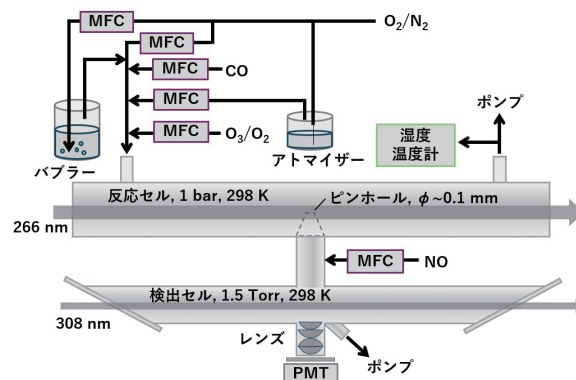 MFC
O₂/N₂
MFC
MFC
CO
MFC
MFC
O₃/O₂
バブラー
アトマイザー
湿度
温度計
ポンプ
反応セル, 1 bar, 298 K
ピンホール, φ~0.1 mm
266 nm
MFC
NO
検出セル, 1.5 Torr, 298 K
308 nm
レンズ
ポンプ
PMT